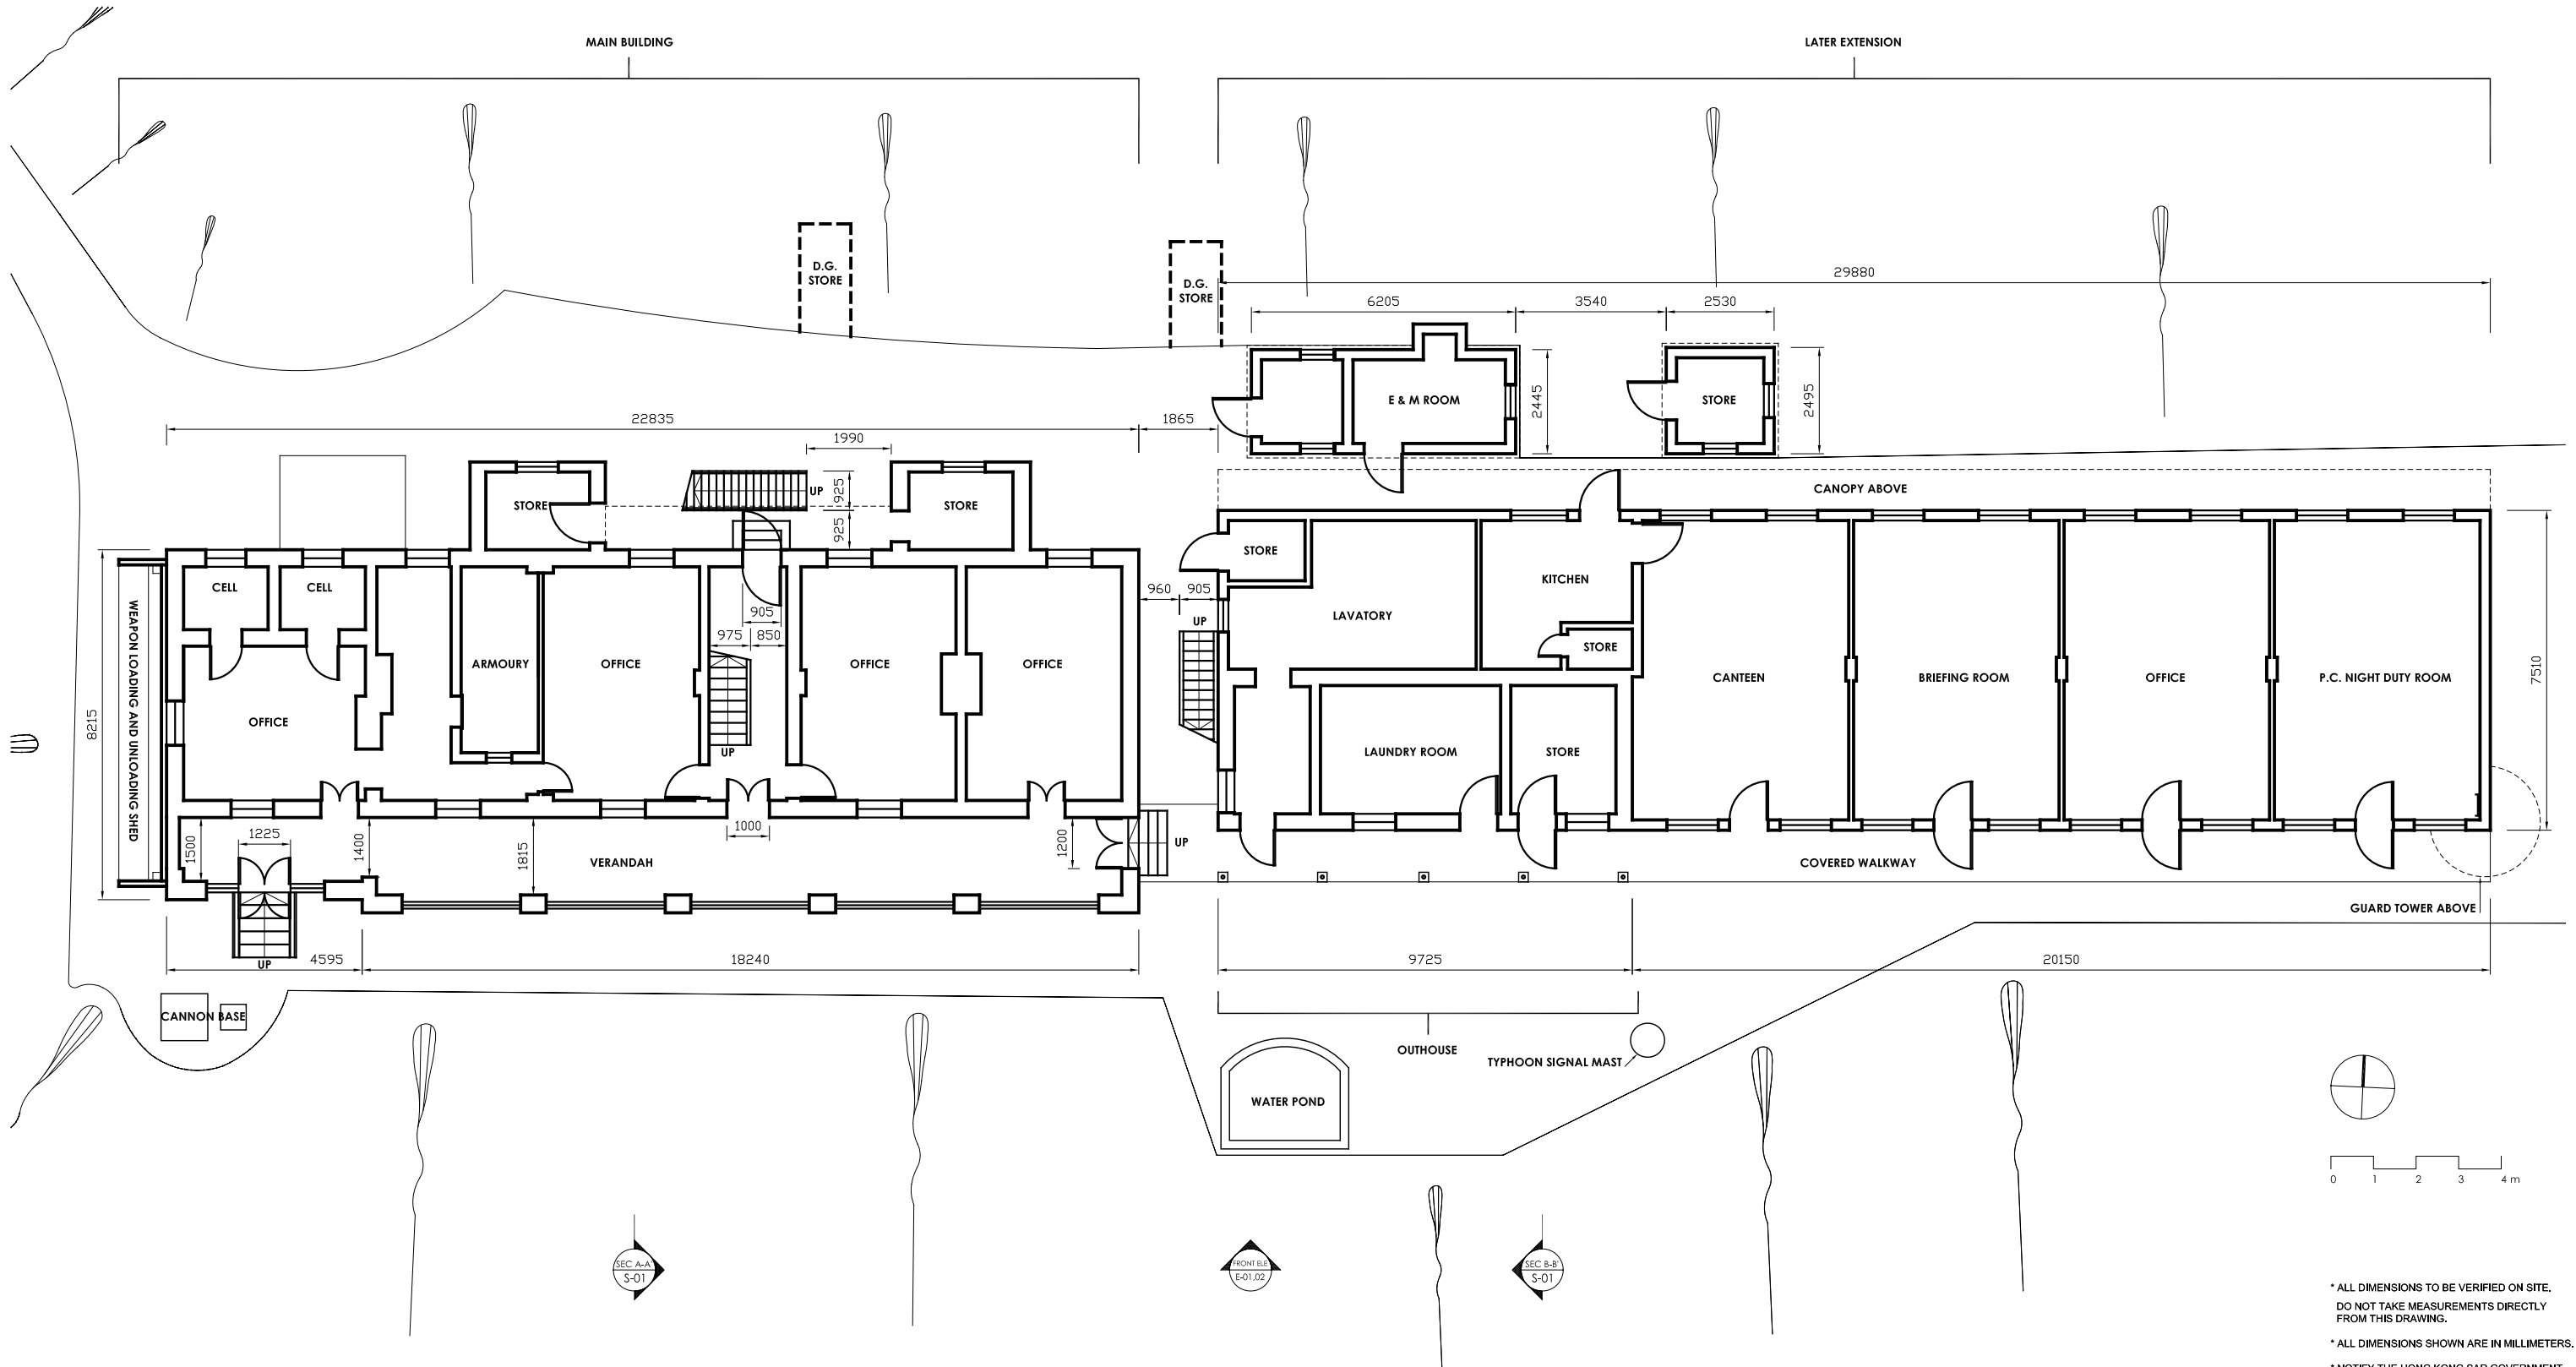 MAIN BUILDING
LATER EXTENSION
D.G.
STORE
D.G.
STORE
29880
6205
3540
2530
E & M ROOM
2445
STORE
2495
22835
1865
1990
STORE
UP
925
925
STORE
CANOPY ABOVE
WEAPON LOADING AND UNLOADING SHED
8215
CELL
CELL
ARMOURY
OFFICE
905
975
850
UP
OFFICE
OFFICE
OFFICE
960
905
UP
STORE
LAVATORY
KITCHEN
STORE
CANTEEN
BRIEFING ROOM
OFFICE
P.C. NIGHT DUTY ROOM
7510
LAUNDRY ROOM
STORE
1500
1225
1400
1815
1000
1200
UP
VERANDAH
COVERED WALKWAY
GUARD TOWER ABOVE
UP
4595
18240
9725
20150
CANNON BASE
OUTHOUSE
TYPHOON SIGNAL MAST
WATER POND
0 1 2 3 4 m
SEC A-A'
S-01
FRONT ELE
E-01,02
SEC B-B'
S-01
* ALL DIMENSIONS TO BE VERIFIED ON SITE.
DO NOT TAKE MEASUREMENTS DIRECTLY
FROM THIS DRAWING.
* ALL DIMENSIONS SHOWN ARE IN MILLIMETERS.
* NOTIFY THE HONG KONG SAR GOVERNMENT